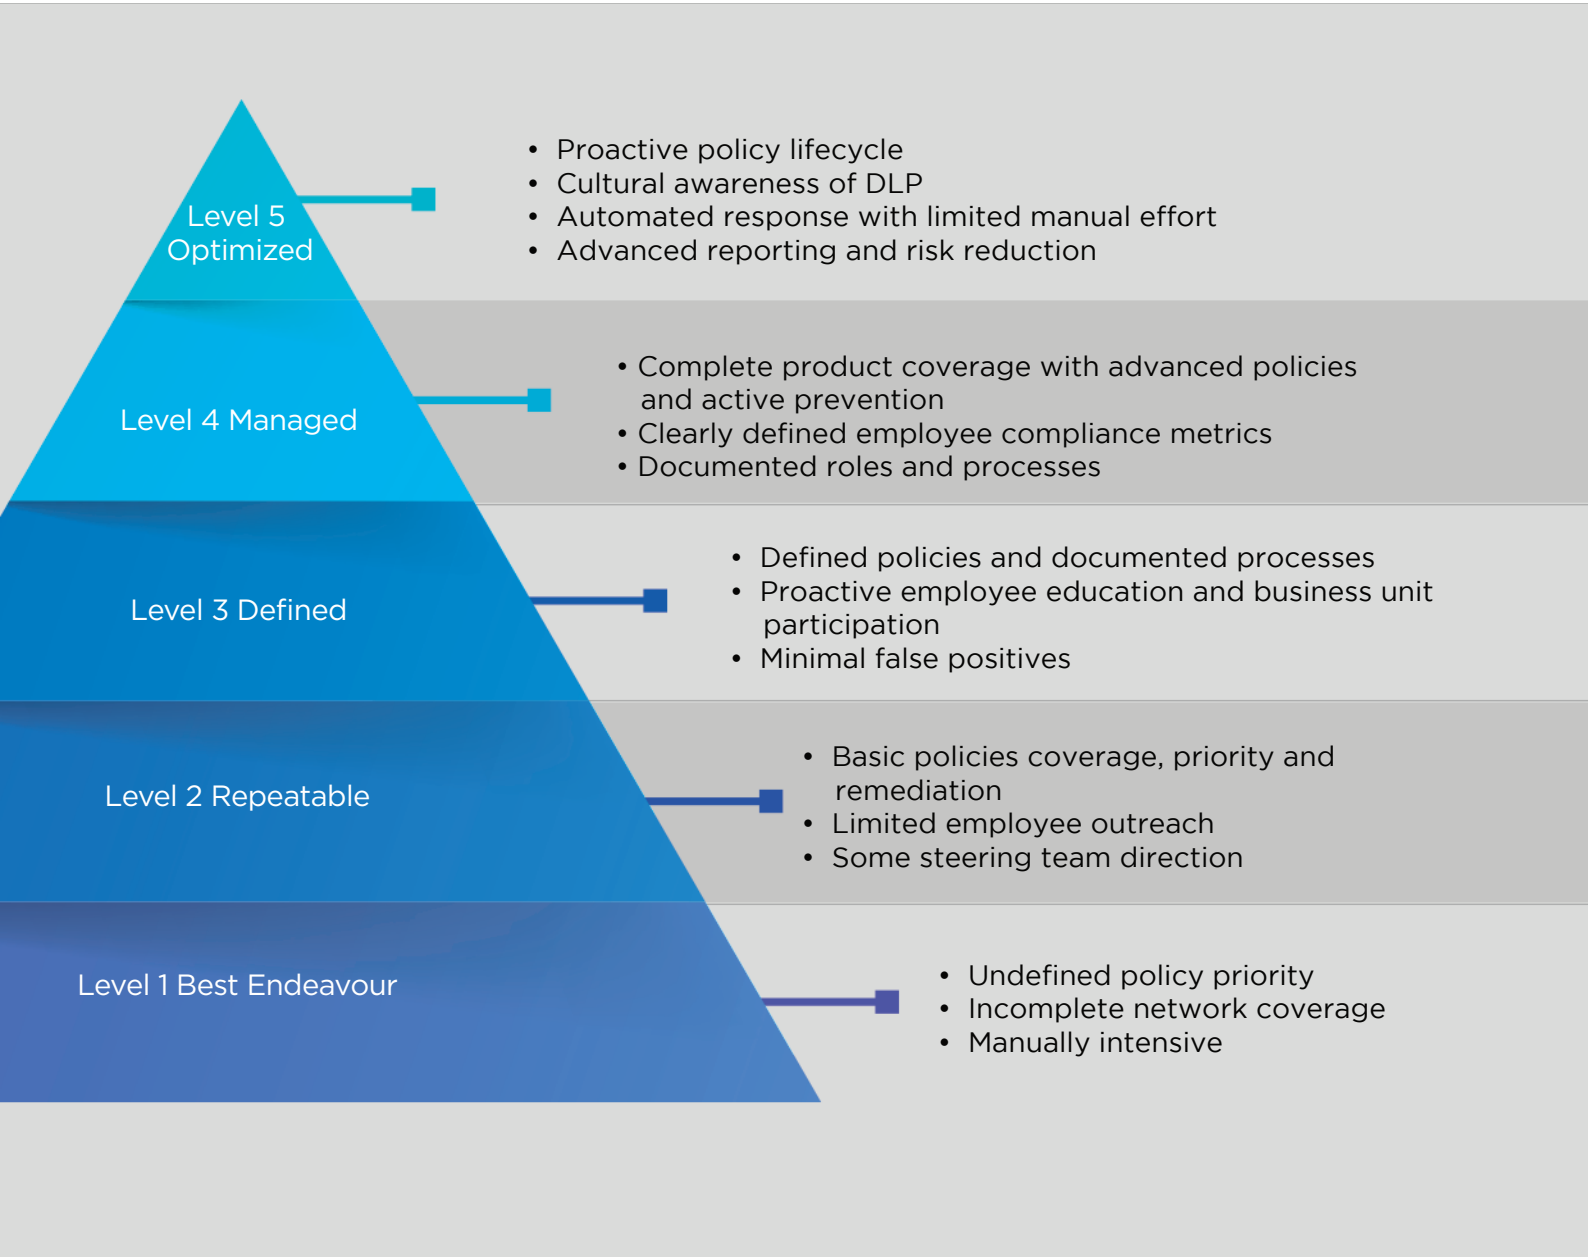 Level 5
Optimized
• Proactive policy lifecycle
• Cultural awareness of DLP
• Automated response with limited manual effort
• Advanced reporting and risk reduction
Level 4 Managed
• Complete product coverage with advanced policies
and active prevention
• Clearly defined employee compliance metrics
• Documented roles and processes
Level 3 Defined
• Defined policies and documented processes
• Proactive employee education and business unit
participation
• Minimal false positives
Level 2 Repeatable
• Basic policies coverage, priority and
remediation
• Limited employee outreach
• Some steering team direction
Level 1 Best Endeavour
• Undefined policy priority
• Incomplete network coverage
• Manually intensive